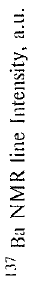 ¹³⁷ Ba NMR line Intensity, a.u.